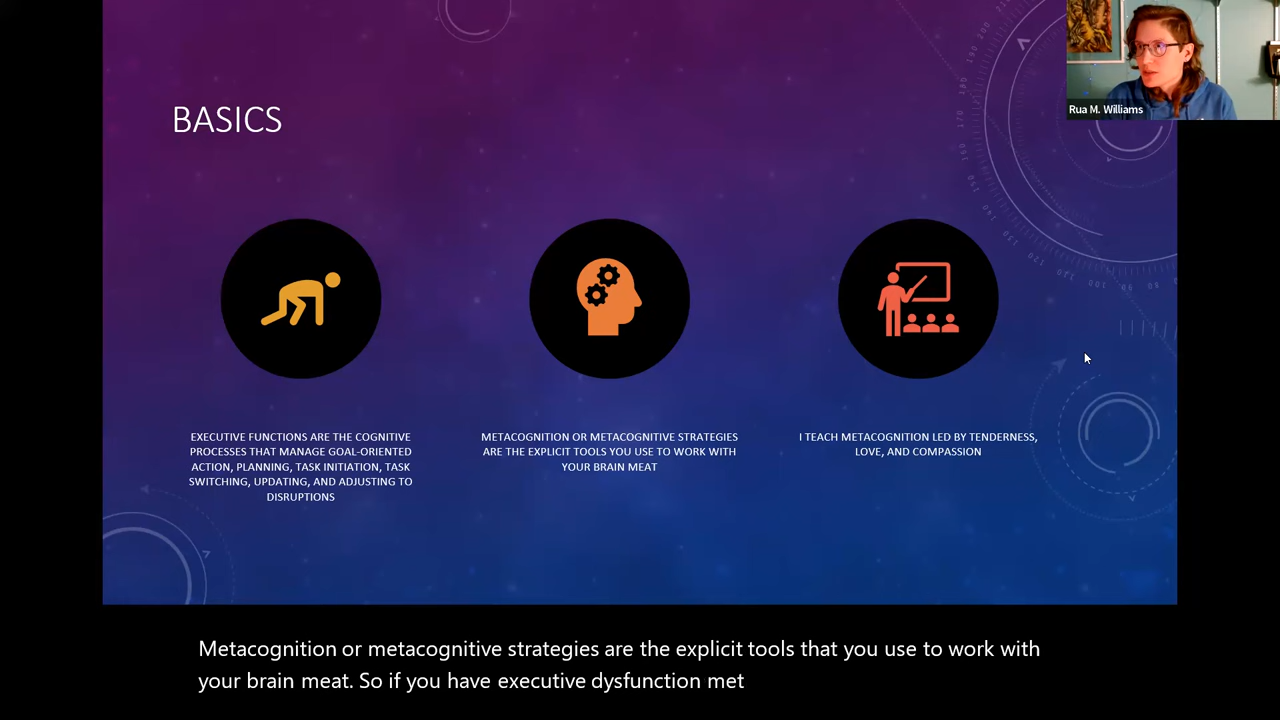 BASICS
Rua M. Williams
EXECUTIVE FUNCTIONS ARE THE COGNITIVE
PROCESSES THAT MANAGE GOAL-ORIENTED
ACTION, PLANNING, TASK INITIATION, TASK
SWITCHING, UPDATING, AND ADJUSTING TO
DISRUPTIONS
METACOGNITION OR METACOGNITIVE STRATEGIES
ARE THE EXPLICIT TOOLS YOU USE TO WORK WITH
YOUR BRAIN MEAT
I TEACH METACOGNITION LED BY TENDERNESS,
LOVE, AND COMPASSION
Metacognition or metacognitive strategies are the explicit tools that you use to work with
your brain meat. So if you have executive dysfunction met